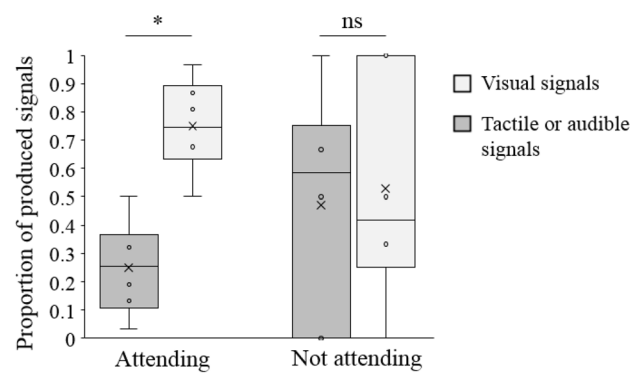 * ns
Proportion of produced signals
1
0.9
0.8
0.7
0.6
0.5
0.4
0.3
0.2
0.1
0
Attending
Not attending
Visual signals
Tactile or audible
signals